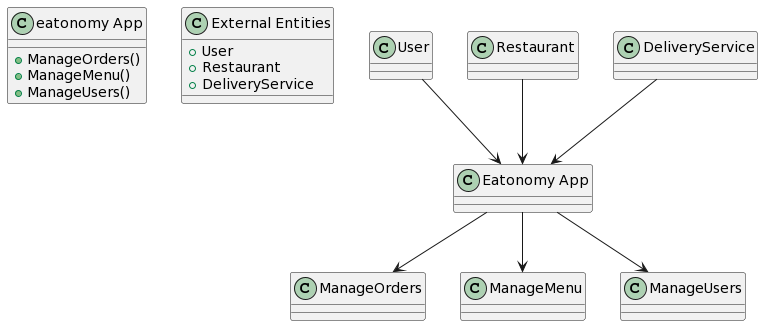 C eatonomy App
ManageOrders()
ManageMenu()
ManageUsers()
C External Entities
User
Restaurant
DeliveryService
C User
C Restaurant
C DeliveryService
C Eatonomy App
C ManageOrders
C ManageMenu
C ManageUsers